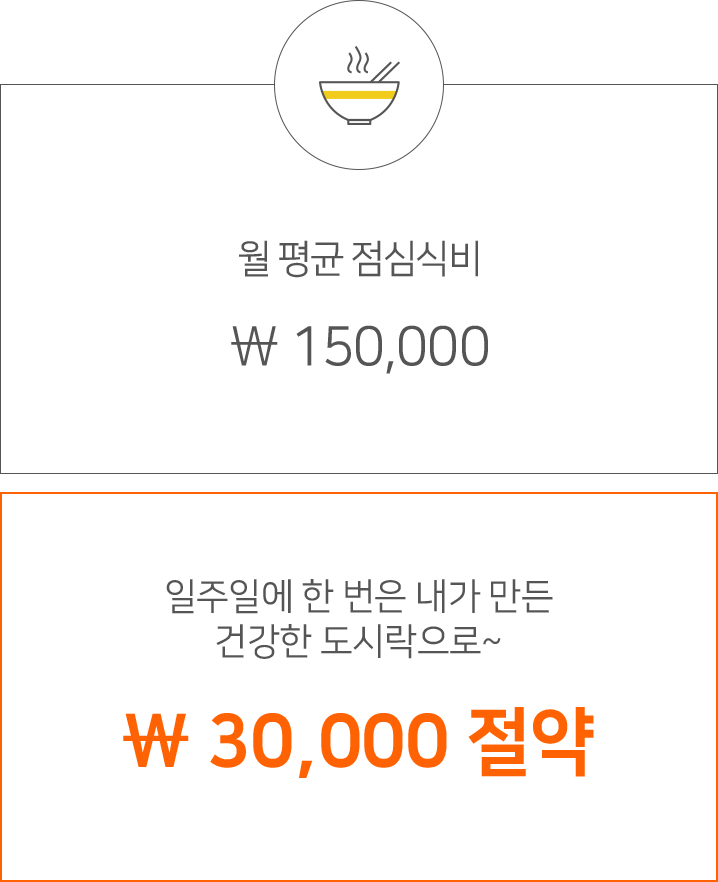 월 평균 점심식비
₩ 150,000
일주일에 한 번은 내가 만든
건강한 도시락으로~
₩ 30,000 절약